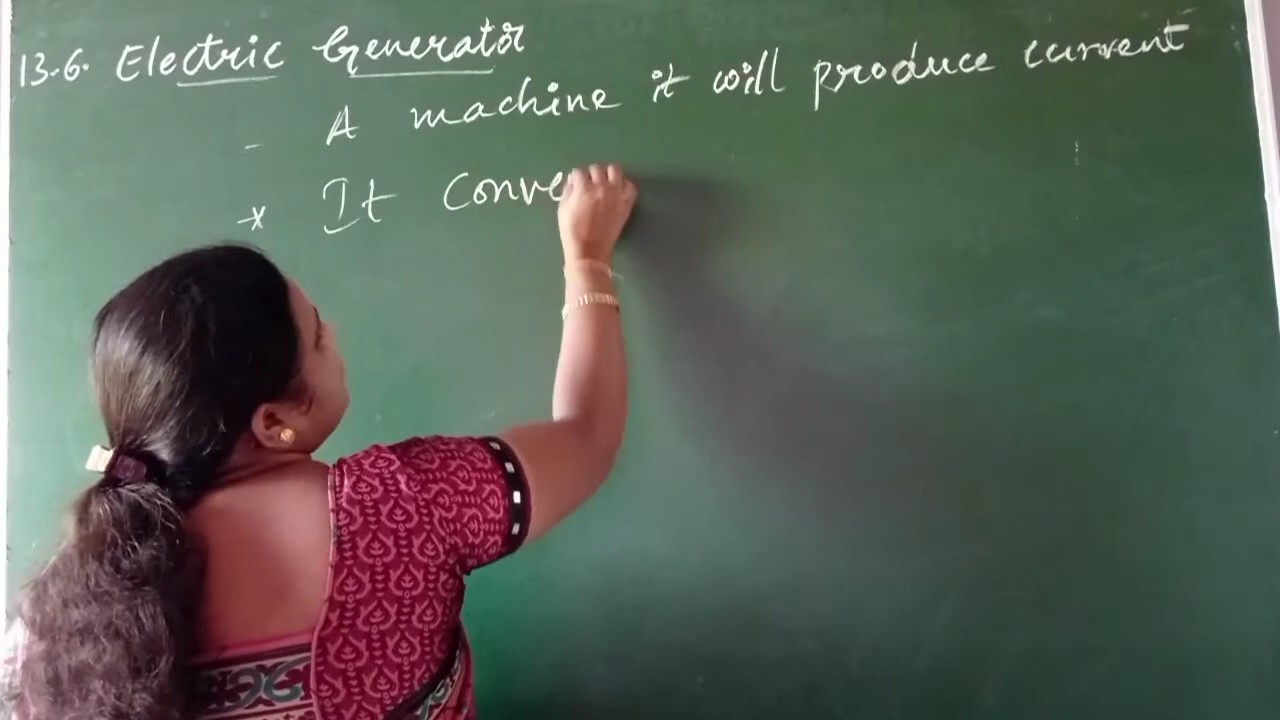 13.6. Electric Generator
- A machine it will produce current
* It Conve